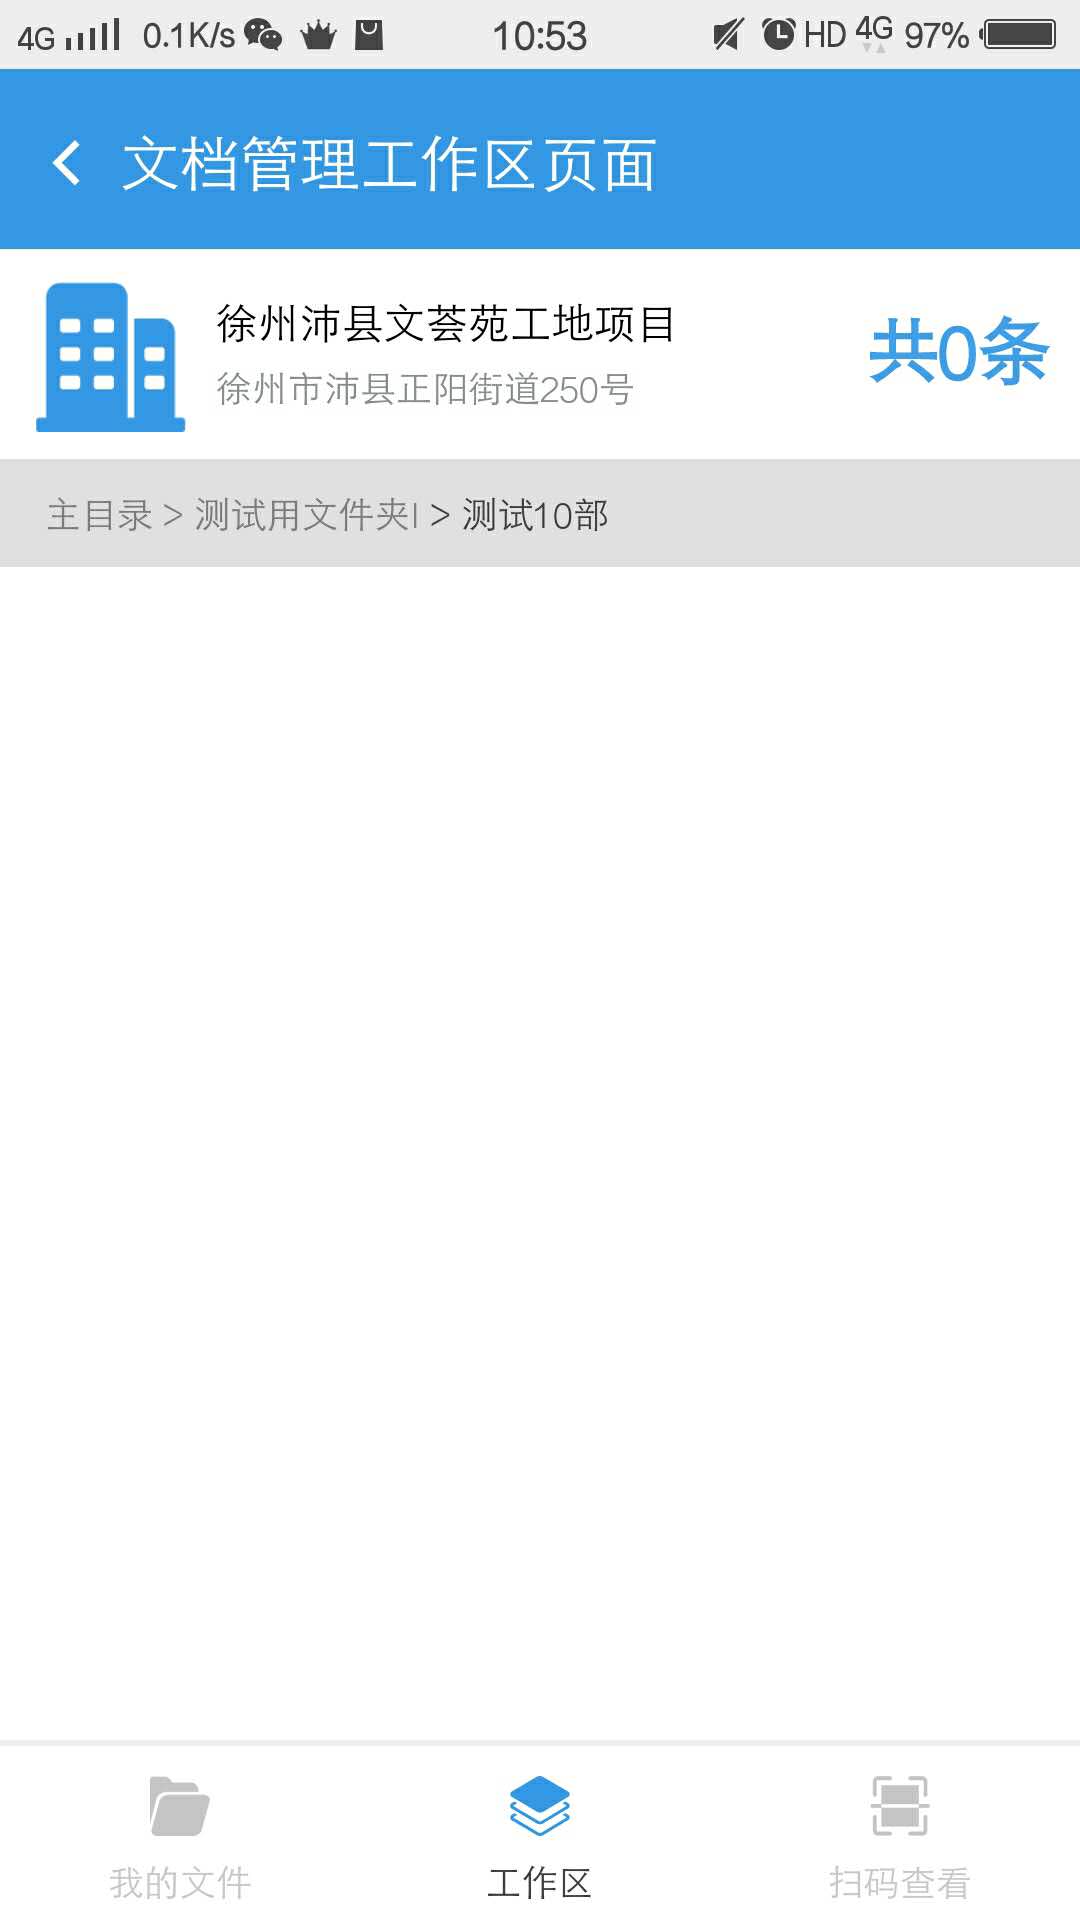 4G 0.1K/s 10:53 HD 4G 97%
文档管理工作区页面
徐州沛县文荟苑工地项目
徐州市沛县正阳街道250号
共0条
主目录 > 测试用文件夹I > 测试10部
我的文件 工作区 扫码查看